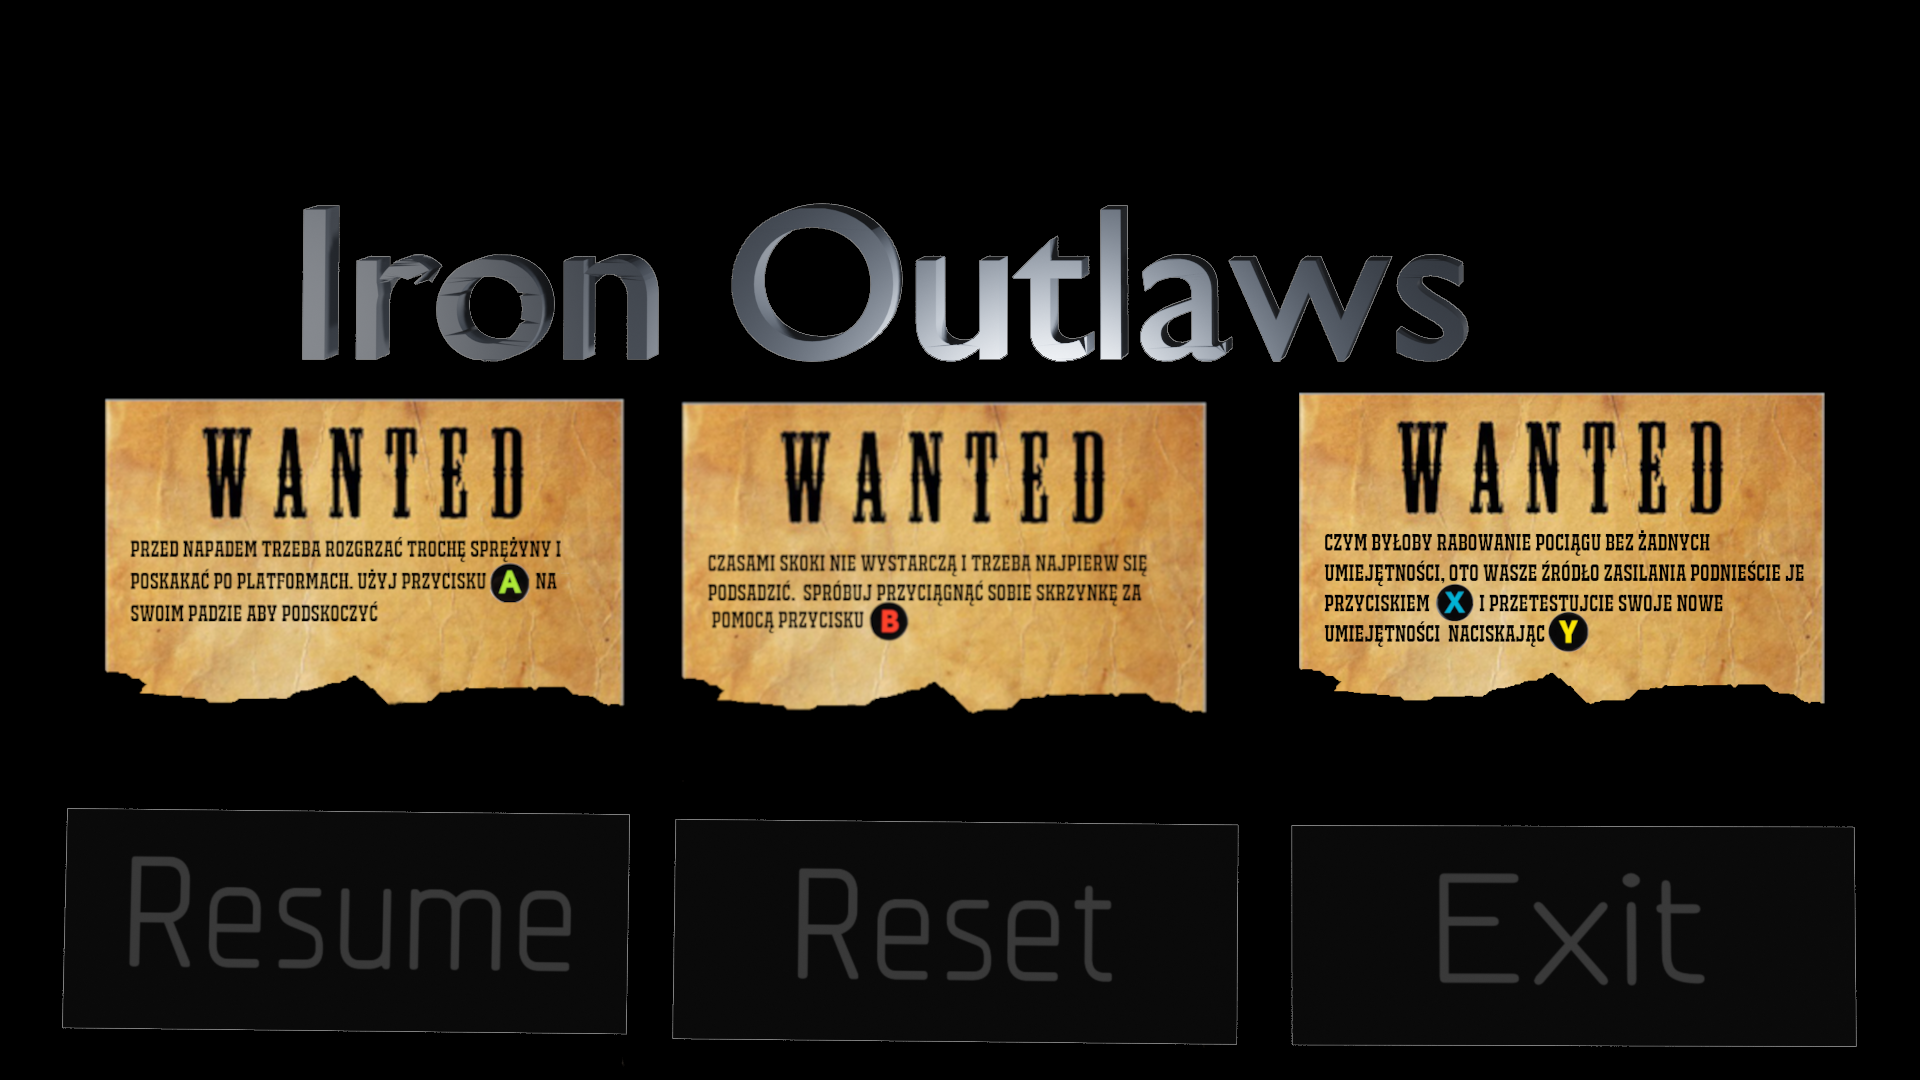 Iron Outlaws
WANTED
PRZED NAPADEM TRZEBA ROZGRZAĆ TROCHĘ SPRĘŻYNY I
POSKAKAĆ PO PLATFORMACH. UŻYJ PRZYCISKU A NA
SWOIM PADZIE ABY PODSKOCZYĆ
WANTED
CZASAMI SKOKI NIE WYSTARCZĄ I TRZEBA NAJPIERW SIĘ
PODSADZIĆ. SPRÓBUJ PRZYCIĄGNĄĆ SOBIE SKRZYNKĘ ZA
POMOCĄ PRZYCISKU B
WANTED
CZYM BYŁOBY RABOWANIE POCIĄGU BEZ ŻADNYCH
UMIEJĘTNOŚCI, OTO WASZE ŹRÓDŁO ZASILANIA PODNIEŚCIE JE
PRZYCISKIEM X I PRZETESTUJCIE SWOJE NOWE
UMIEJĘTNOŚCI NACISKAJĄC Y
Resume
Reset
Exit